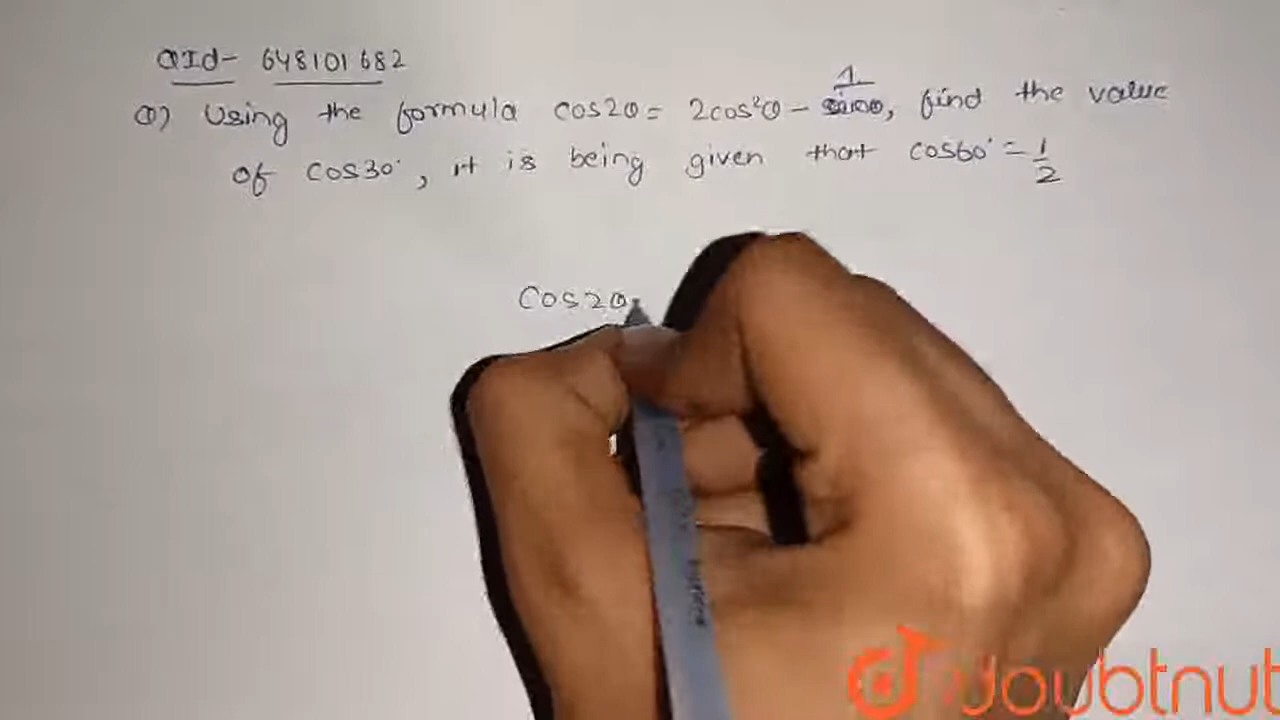 QId- 648101682
1
Q) Using the formula cos2θ = 2cos²θ - , find the value
of cos30°, it is being given that cos60° = 1/2
cos2θ
doubtnut